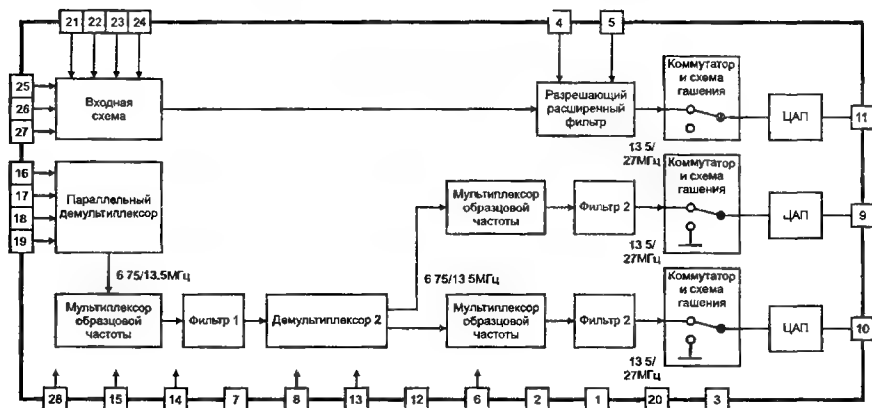 21 22 23 24
4 5
25
26
27
Входная
схема
Разрешающий
расширенный
фильтр
Коммутатор
и схема
гашения
ЦАП
11
13 5/
27МГц
16
17
18
19
Параллельный
демультиплексор
Мультиплексор
образцовой
частоты
Фильтр 2
Коммутатор
и схема
гашения
ЦАП
9
13 5/
27МГц
6 75/13.5МГц
6 75/13 5МГц
Мультиплексор
образцовой
частоты
Фильтр 1
Демультиплексор 2
Мультиплексор
образцовой
частоты
Фильтр 2
Коммутатор
и схема
гашения
ЦАП
10
13 5/
27МГц
28 15 14 7 8 13 12 6 2 1 20 3